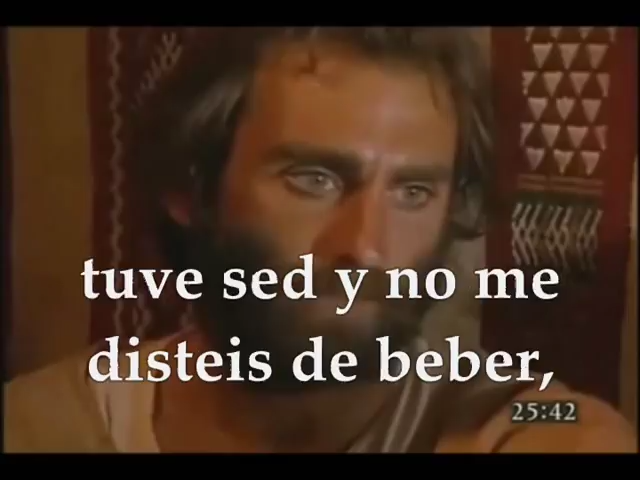 tuve sed y no me
disteis de beber,
25:42